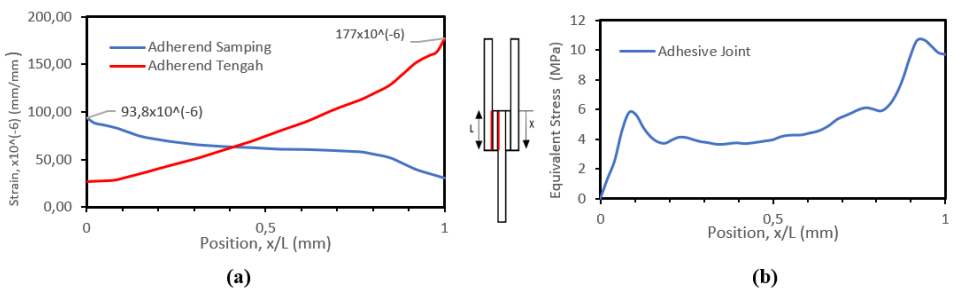 200,00
150,00
100,00
50,00
0,00
Strain, x10^(-6) (mm/mm)
Adherend Samping
Adherend Tengah
177x10^(-6)
93,8x10^(-6)
0
0,5
1
Position, x/L (mm)
(a)
L
X
12
10
8
6
4
2
0
Equivalent Stress (MPa)
Adhesive Joint
0
0,5
1
Position, x/L (mm)
(b)